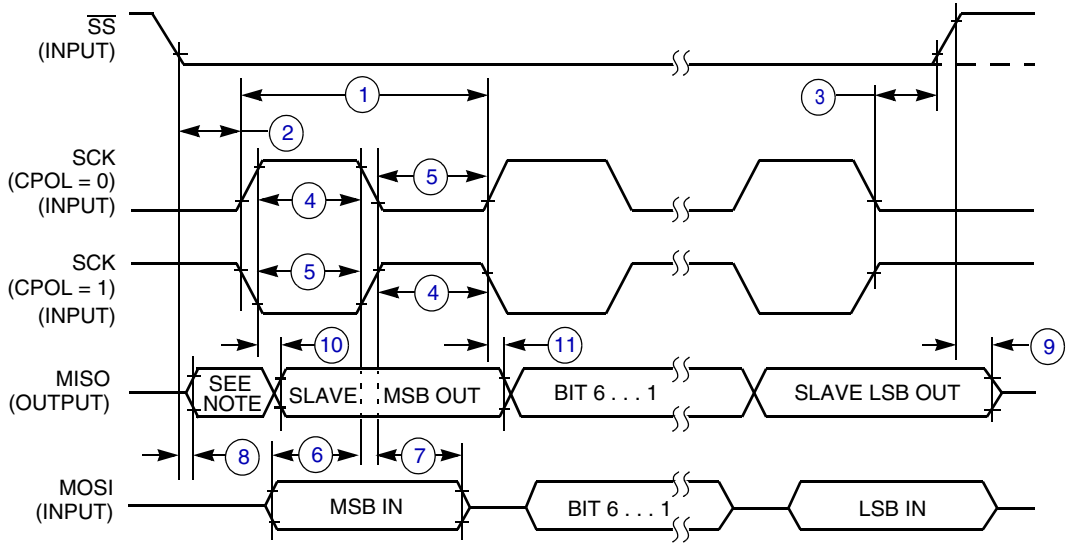 SS
(INPUT)
1
3
2
SCK
(CPOL = 0)
(INPUT)
4
5
SCK
(CPOL = 1)
(INPUT)
5
4
10
11
9
MISO
(OUTPUT)
SEE
NOTE
SLAVE
MSB OUT
BIT 6 . . . 1
SLAVE LSB OUT
8
6
7
MOSI
(INPUT)
MSB IN
BIT 6 . . . 1
LSB IN